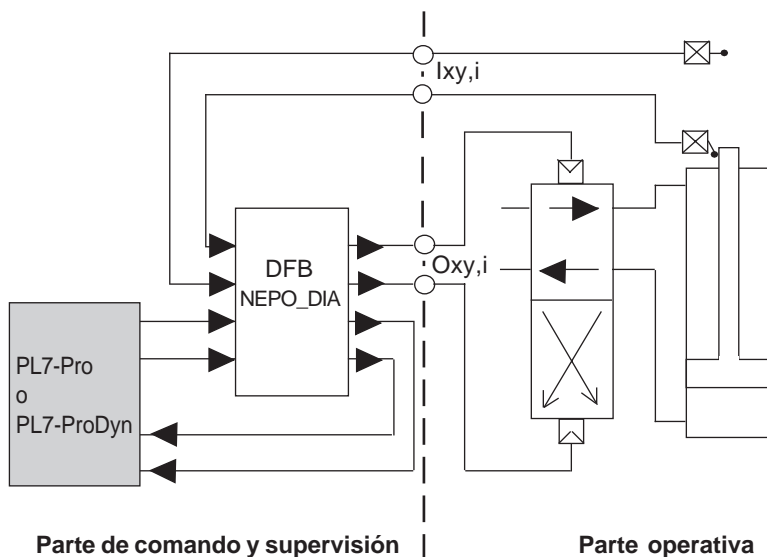 Ixy,i
DFB
NEPO_DIA
Oxy,i
PL7-Pro
o
PL7-ProDyn
Parte de comando y supervisión
Parte operativa